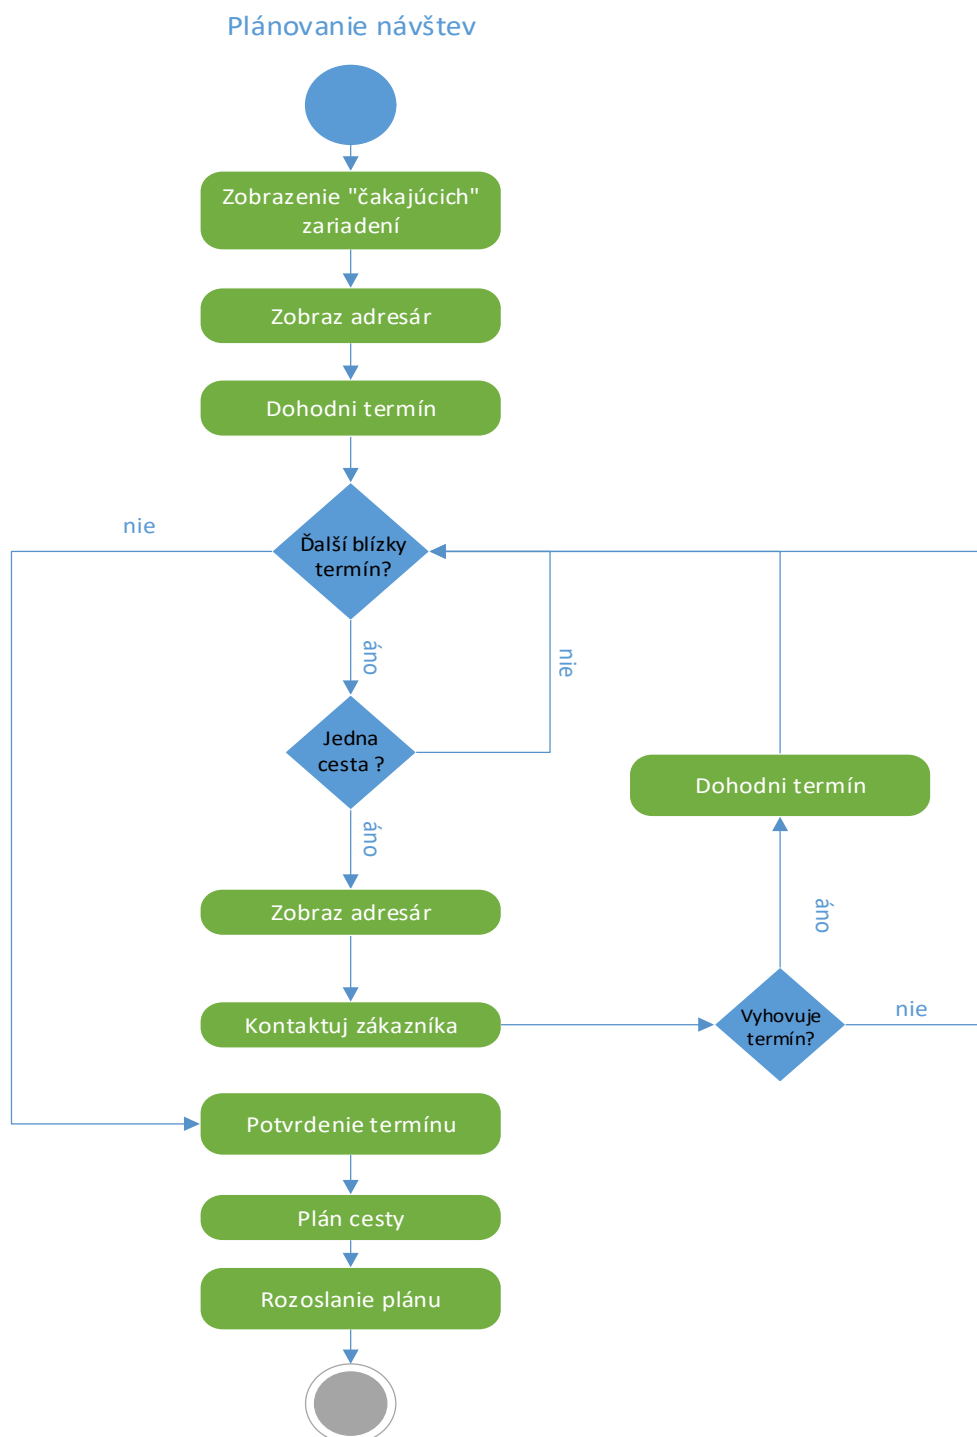 Plánovanie návštev
Zobrazenie "čakajúcich"
zariadení
Zobraz adresár
Dohodni termín
nie
Ďalší blízky
termín?
áno
nie
Jedna
cesta ?
Dohodni termín
áno
Zobraz adresár
áno
Kontaktuj zákazníka
Vyhovuje
termín?
nie
Potvrdenie termínu
Plán cesty
Rozoslanie plánu